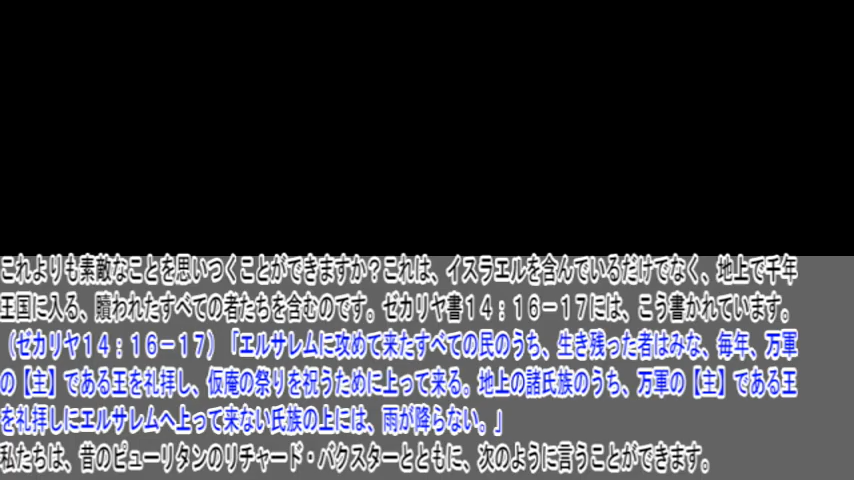 これよりも素敵なことを思いつくことができますか？これは、イスラエルを含んでいるだけでなく、地上で千年
王国に入る、贖われたすべての者たちを含むのです。ゼカリヤ書１４：１６－１７には、こう書かれています。
（ゼカリヤ１４：１６－１７）「エルサレムに攻めて来たすべての民のうち、生き残った者はみな、毎年、万軍
の【主】である王を礼拝し、仮庵の祭りを祝うために上って来る。地上の諸氏族のうち、万軍の【主】である王
を礼拝しにエルサレムへ上って来ない氏族の上には、雨が降らない。」
私たちは、昔のピューリタンのリチャード・バクスターとともに、次のように言うことができます。